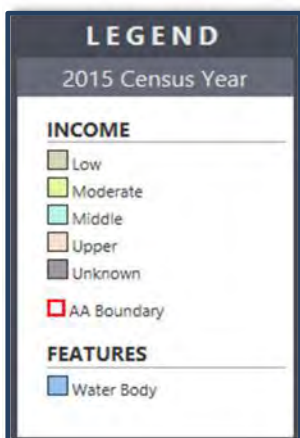 LEGEND
2015 Census Year
INCOME
Low
Moderate
Middle
Upper
Unknown
AA Boundary
FEATURES
Water Body